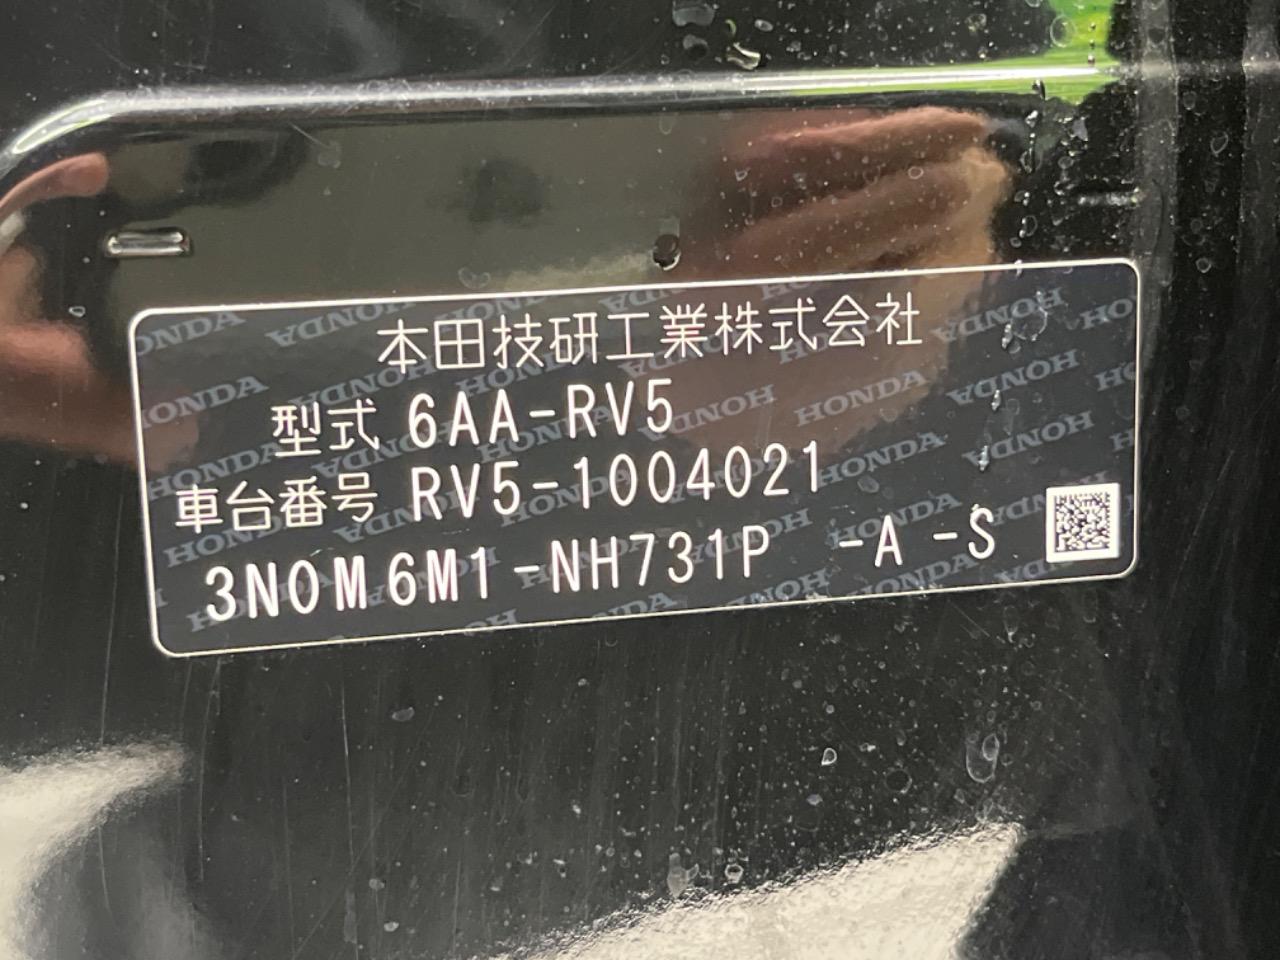 本田技研工業株式会社
型式 6AA-RV5
車台番号 RV5-1004021
3N0M6M1-NH731P -A -S